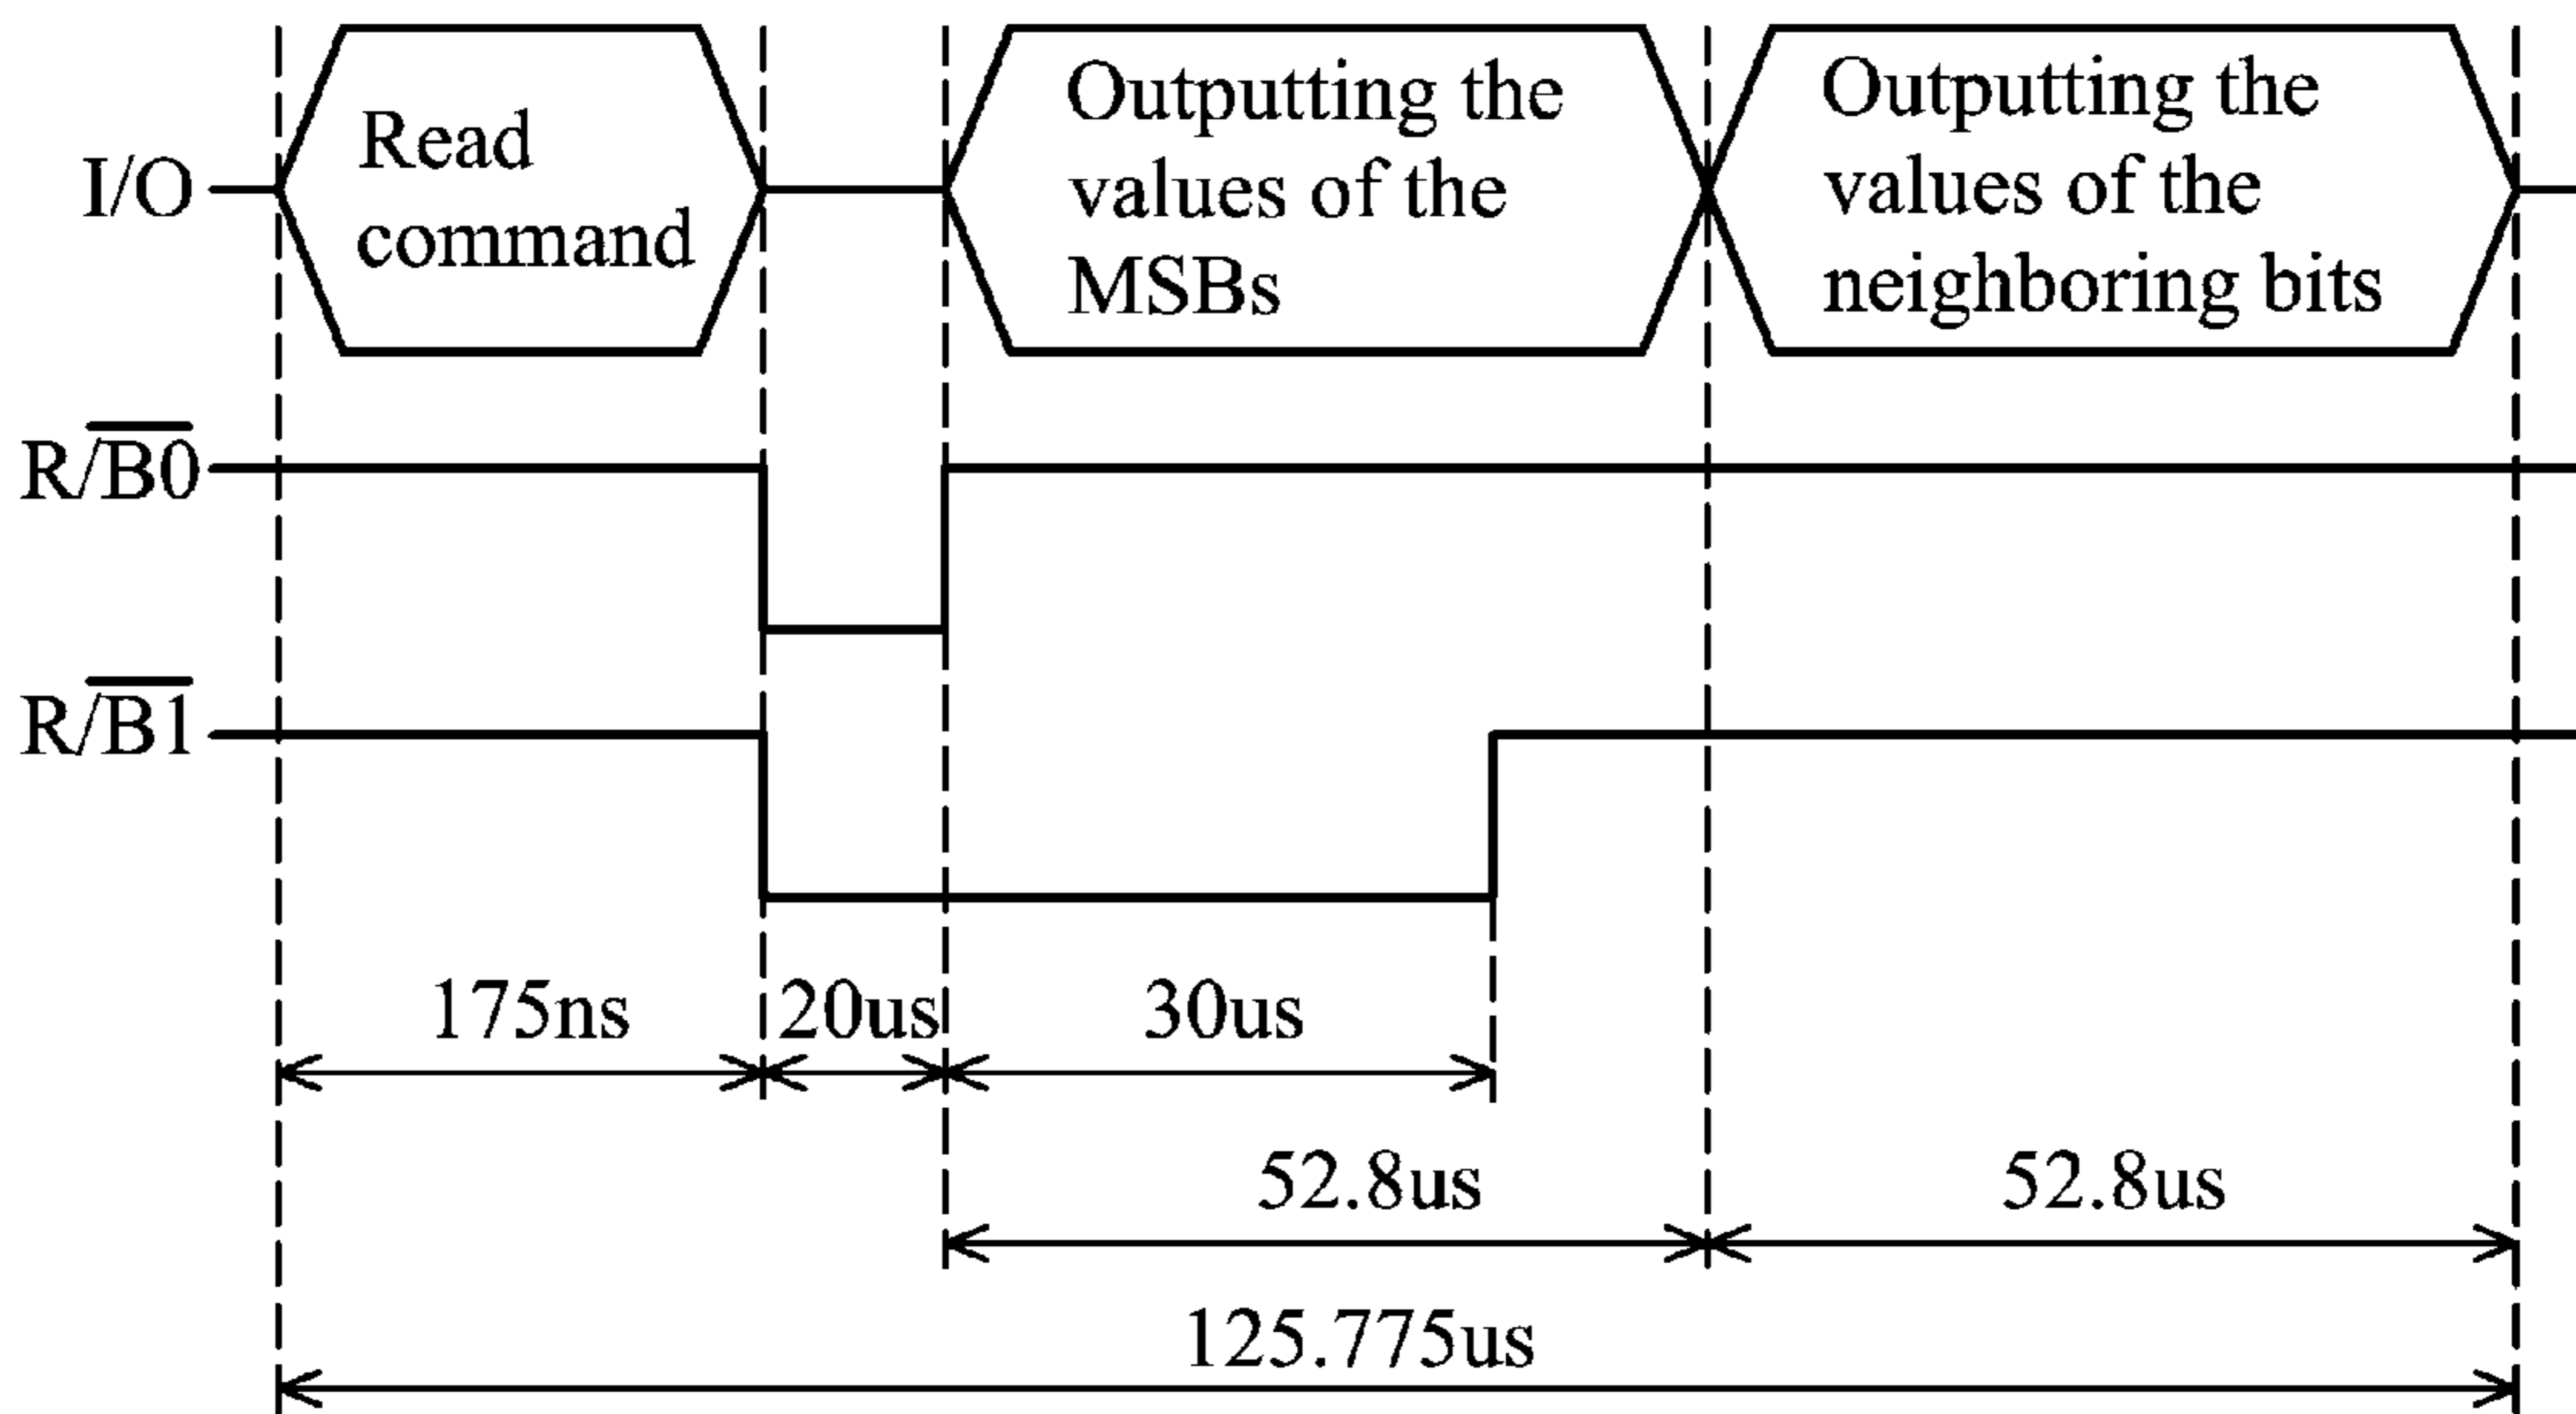 I/O
Read
command
Outputting the
values of the
MSBs
Outputting the
values of the
neighboring bits
R/B0
R/B1
175ns
20us
30us
52.8us
52.8us
125.775us